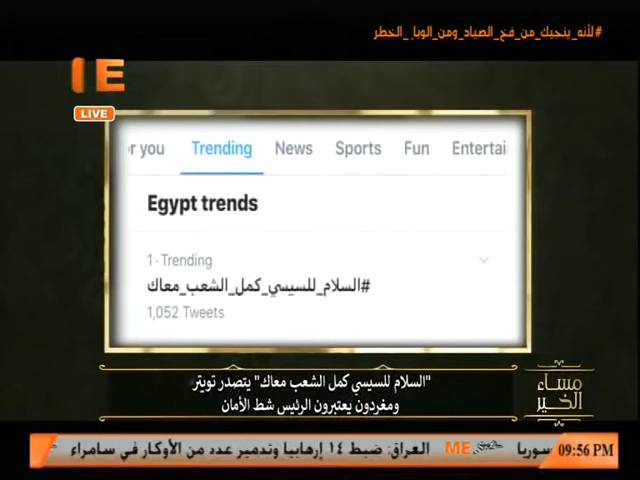 #لأنه_ينجيك_من_فخ_الصياد_ومن_الوبا_الخطر
LIVE
or you Trending News Sports Fun Entertai
Egypt trends
1 · Trending
#السلام_للسيسي_كمل_الشعب_معاك
1,052 Tweets
"السلام للسيسي كمل الشعب معاك" يتصدر تويتر
ومغردون يعتبرون الرئيس شط الأمان
مساء
الخير
سوريا ME العراق: ضبط ١٤ إرهابيا وتدمير عدد من الأوكار في سامراء
09:56 PM